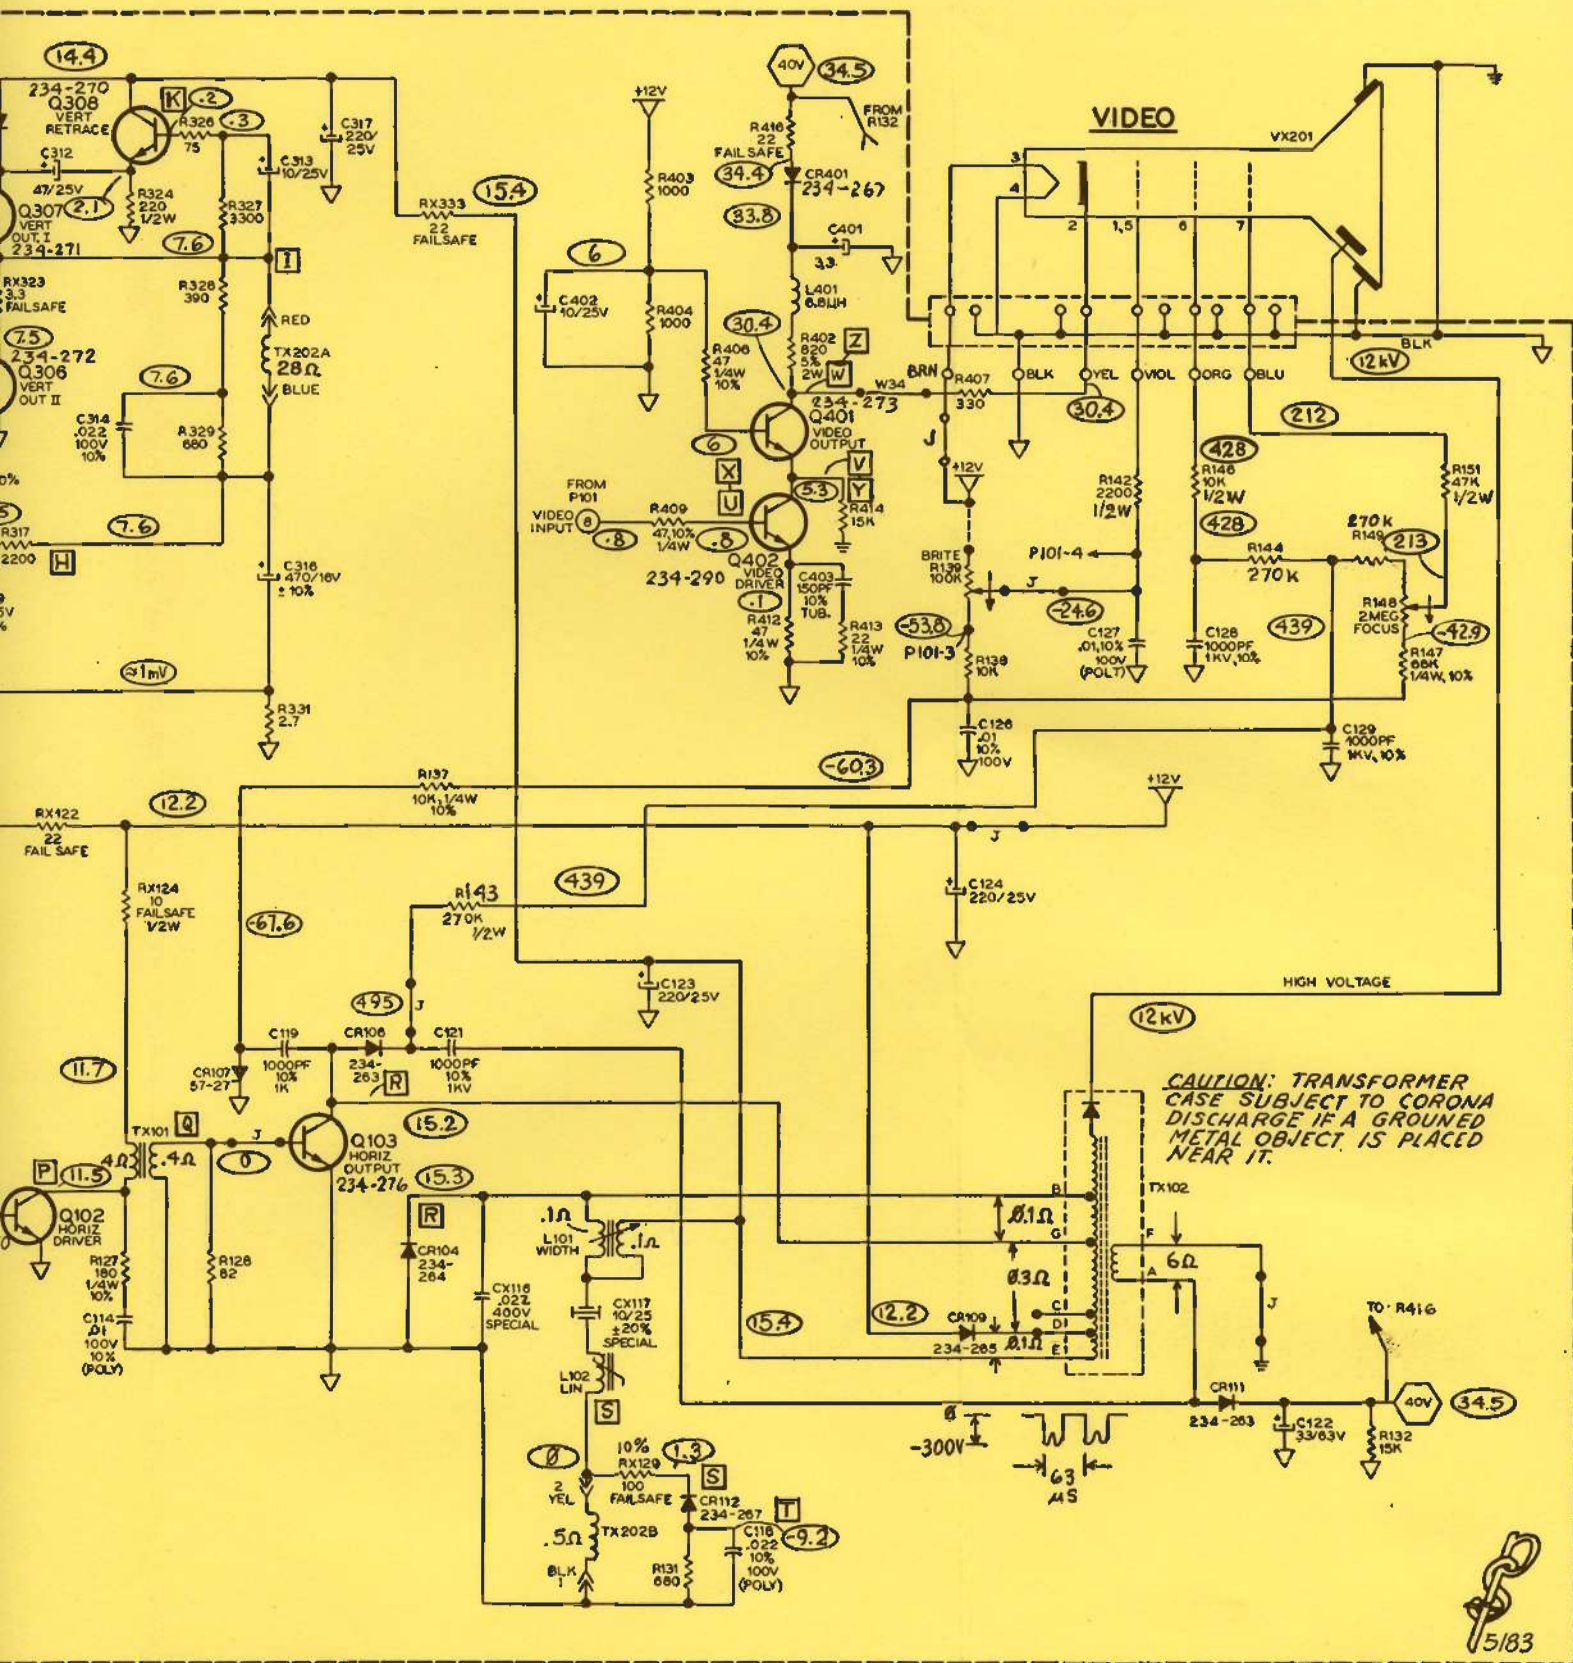 14.4
234-270
Q308
VERT
RETRACE
K
.2
R326
75
.3
C312
47/25V
2.1
R324
220
1/2W
Q307
VERT
OUT. I
234-271
C313
10/25V
C317
220/
25V
R327
3300
7.6
I
RX323
3.3
FAILSAFE
R328
390
RED
TX202A
28Ω
BLUE
7.5
234-272
Q306
VERT
OUT II
7.6
C314
.022
100V
10%
R329
680
R317
2200
H
7.6
C316
470/16V
± 10%
≈1mV
R331
2.7
RX333
22
FAILSAFE
15.4
+12V
R403
1000
6
C402
10/25V
R404
1000
R406
47
1/4W
10%
40V
34.5
FROM
R132
R416
22
FAILSAFE
34.4
CR401
234-267
33.8
C401
3.3
L401
6.8UH
30.4
R402
820
5%
2W
Z
W
W34
234-273
Q401
VIDEO
OUTPUT
6
X
U
V
Y
5.3
R414
15K
FROM
P101
VIDEO
INPUT
8
.8
R409
47,10%
1/4W
.8
Q402
VIDEO
DRIVER
234-290
.1
R412
47
1/4W
10%
C403
150PF
10%
TUB.
R413
22
1/4W
10%
VIDEO
VX201
3
4
2
1,5
6
7
BLK
12 kV
BRN
R407
330
BLK
YEL
VIOL
ORG
BLU
30.4
212
J
+12V
428
R146
10K
1/2W
R142
2200
1/2W
R151
47K
1/2W
428
270K
R149
213
P101-4
R144
270K
BRITE
R139
100K
J
-24.6
R148
2MEG
FOCUS
-53.8
P101-3
R138
10K
C127
.01,10%
100V
(POLT)
C128
1000PF
1KV, 10%
439
-42.9
R147
68K
1/4W, 10%
C126
.01
10%
100V
C129
1000PF
1KV, 10%
-60.3
R137
10K, 1/4W
10%
RX122
22
FAIL SAFE
12.2
+12V
J
C124
220/25V
RX124
10
FAILSAFE
1/2W
-67.6
R143
270K
1/2W
439
C123
220/25V
495
J
C119
1000PF
10%
1K
CR106
234-
263
C121
1000PF
10%
1KV
R
CR107
57-27
11.7
TX101
Q
.4Ω
.4Ω
J
0
Q103
HORIZ
OUTPUT
234-276
15.2
15.3
R
P
11.5
Q102
HORIZ
DRIVER
R127
180
1/4W
10%
C114
.01
100V
10%
(POLY)
R128
82
CR104
234-
264
CX116
.022
400V
SPECIAL
.1Ω
L101
WIDTH
.1Ω
CX117
10/25
±20%
SPECIAL
L102
LIN
S
Ø
10%
RX129
100
FAILSAFE
1.3
S
CR112
234-267
T
-9.2
2
YEL
.5Ω
TX202B
BLK
1
R131
680
C118
.022
10%
100V
(POLY)
HIGH VOLTAGE
12kV
CAUTION: TRANSFORMER
CASE SUBJECT TO CORONA
DISCHARGE IF A GROUNED
METAL OBJECT IS PLACED
NEAR IT.
TX102
B
Ø.1Ω
G
Ø.3Ω
F
6Ω
A
C
D
E
15.4
12.2
CR109
234-265
Ø.1Ω
J
TO R416
CR111
234-263
40V
34.5
C122
33/63V
R132
15K
Ø
-300V
63
µS
5/83